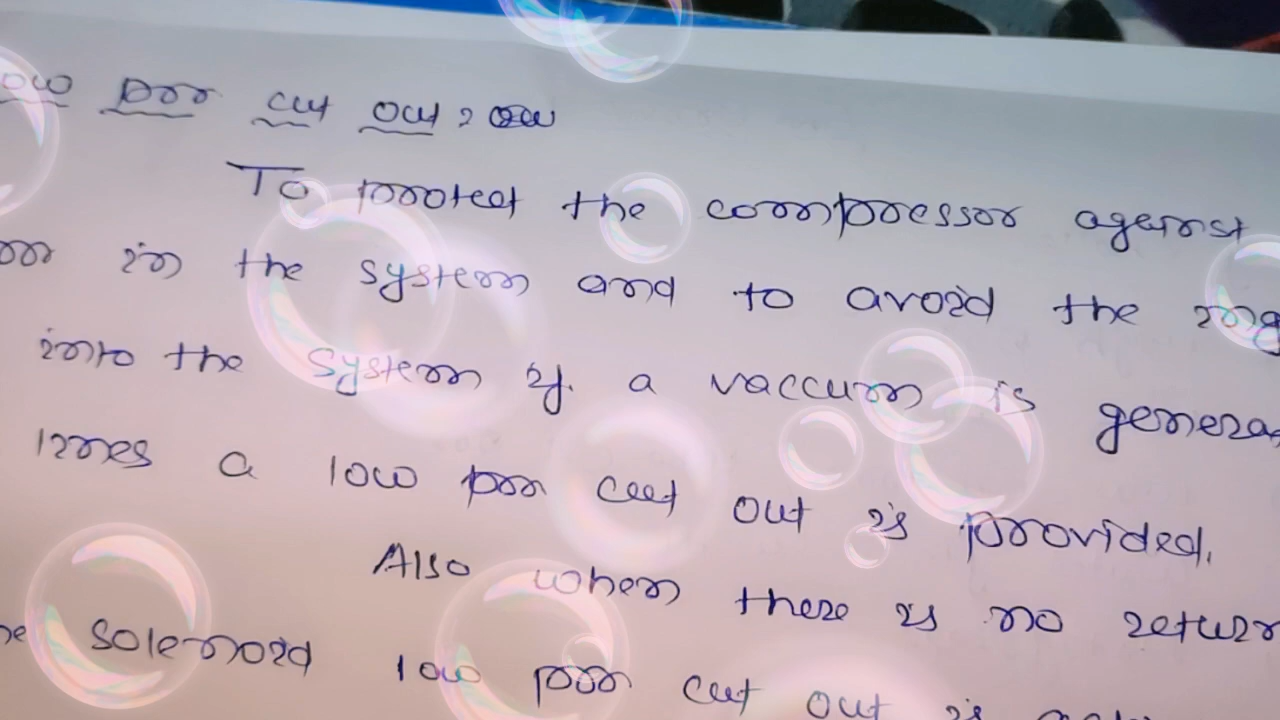 low prr cut out :
To protect the compressor against
in the system and to avoid the
into the system if a vaccum is
lines a low prr cut out is provided.
Also when there is no return
solenoid low prr cut out is